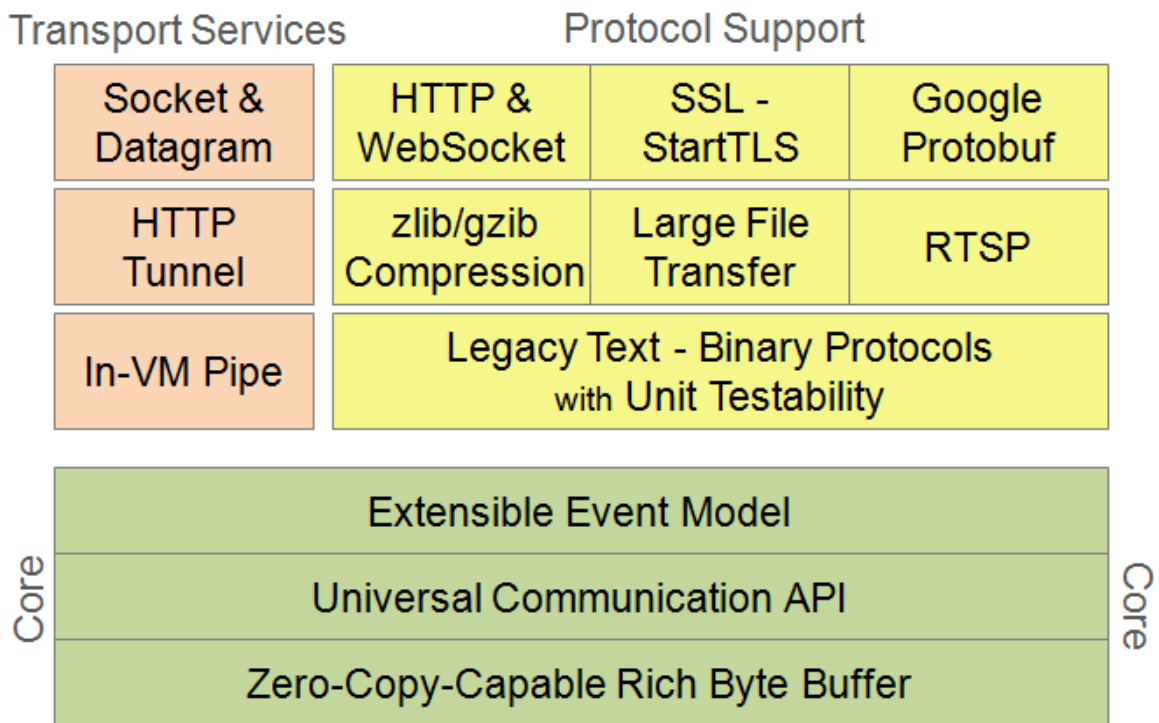 Transport Services
Protocol Support
Socket &
Datagram
HTTP &
WebSocket
SSL -
StartTLS
Google
Protobuf
HTTP
Tunnel
zlib/gzib
Compression
Large File
Transfer
RTSP
In-VM Pipe
Legacy Text - Binary Protocols
with Unit Testability
Core
Extensible Event Model
Universal Communication API
Zero-Copy-Capable Rich Byte Buffer
Core